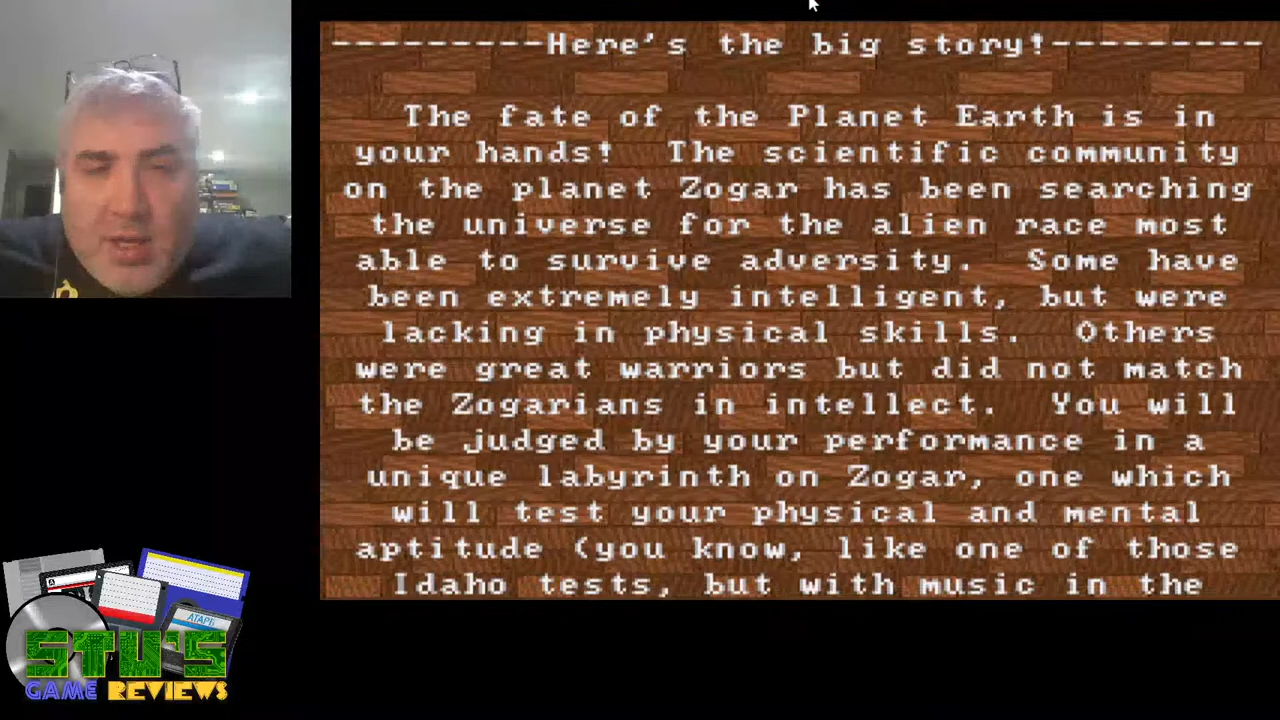 ---------Here's the big story!---------
The fate of the Planet Earth is in
your hands!  The scientific community
on the planet Zogar has been searching
the universe for the alien race most
able to survive adversity.  Some have
been extremely intelligent, but were
lacking in physical skills.  Others
were great warriors but did not match
the Zogarians in intellect.  You will
be judged by your performance in a
unique labyrinth on Zogar, one which
will test your physical and mental
aptitude (you know, like one of those
Idaho tests, but with music in the
ATARI
STU'S
GAME REVIEWS